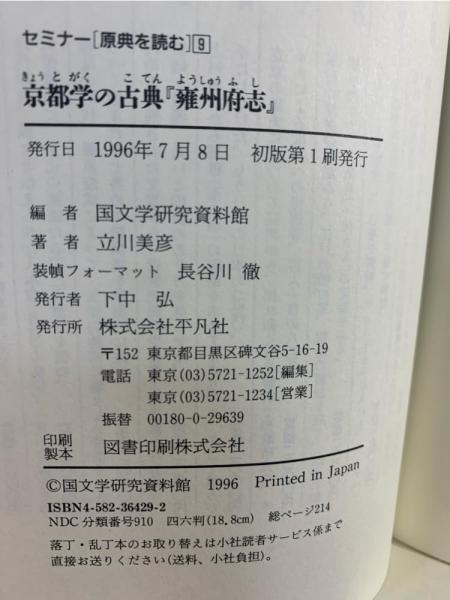 セミナー[原典を読む]9
きょうとがく こてん ようしゅうふし
京都学の古典『雍州府志』
発行日 1996年7月8日 初版第1刷発行
編者 国文学研究資料館
著者 立川美彦
装幀フォーマット 長谷川 徹
発行者 下中 弘
発行所 株式会社平凡社
〒152 東京都目黒区碑文谷5-16-19
電話 東京(03)5721-1252[編集]
東京(03)5721-1234[営業]
振替 00180-0-29639
印刷
製本 図書印刷株式会社
©国文学研究資料館 1996 Printed in Japan
ISBN4-582-36429-2
NDC分類番号910 四六判(18.8cm) 総ページ214
落丁・乱丁本のお取り替えは小社読者サービス係まで
直接お送りください(送料、小社負担)。